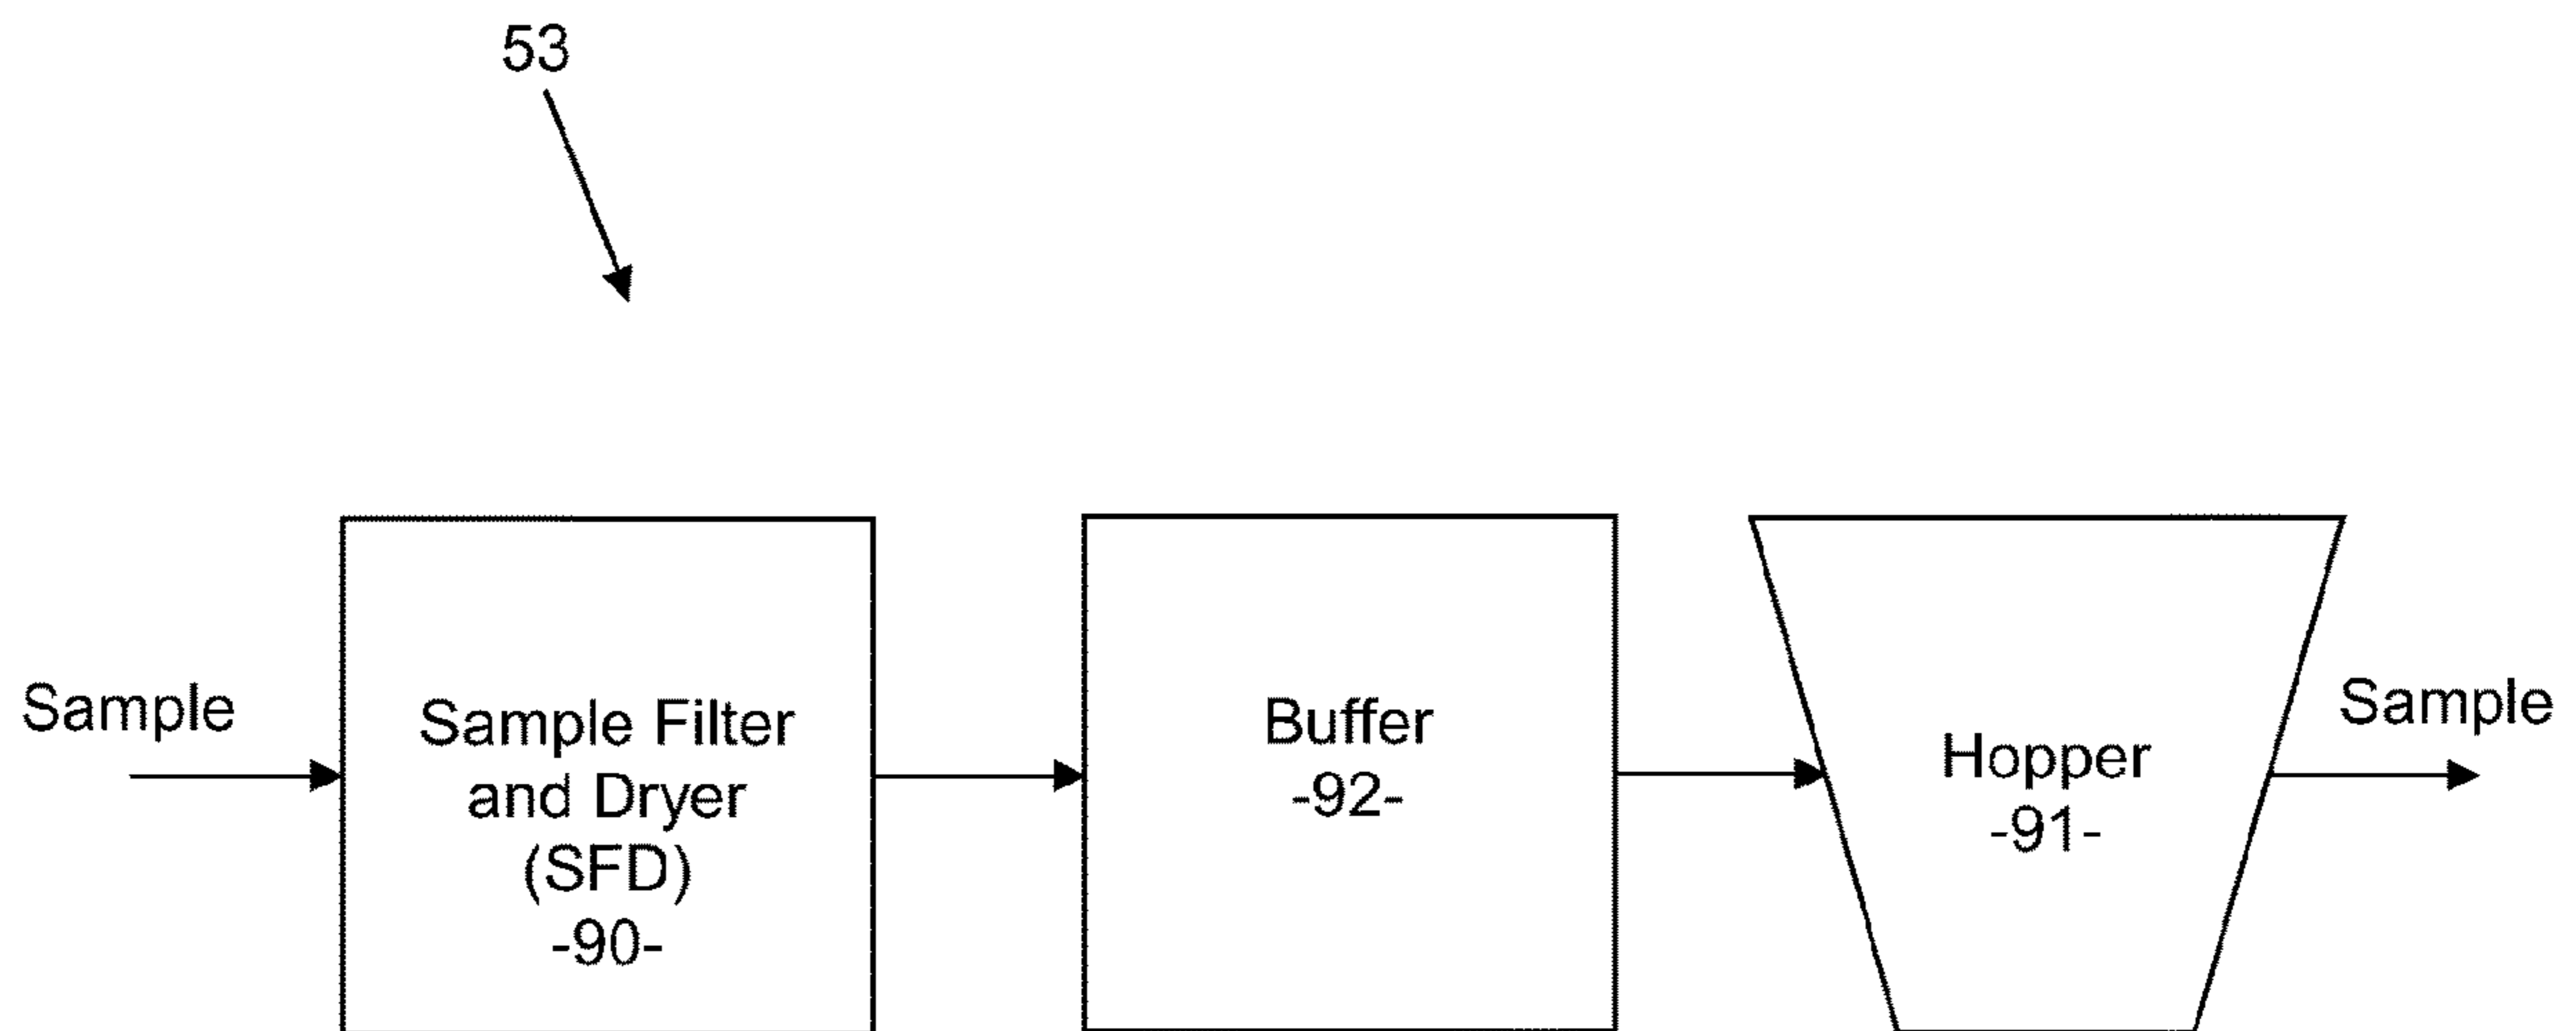 53
Sample
Sample Filter
and Dryer
(SFD)
-90-
Buffer
-92-
Hopper
-91-
Sample